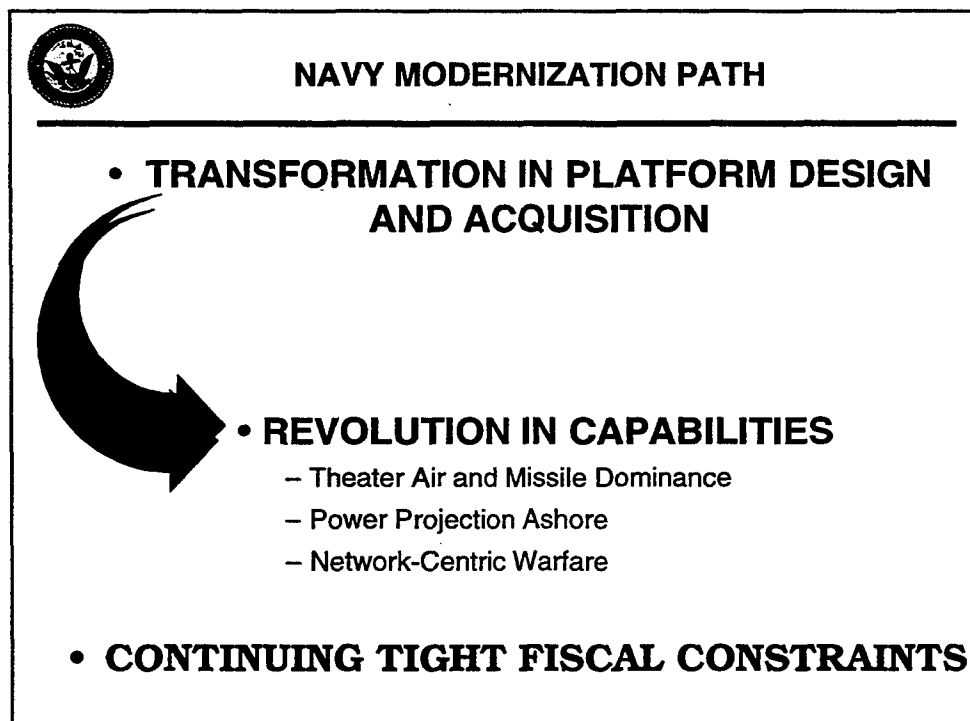 NAVY MODERNIZATION PATH
• TRANSFORMATION IN PLATFORM DESIGN
AND ACQUISITION
• REVOLUTION IN CAPABILITIES
– Theater Air and Missile Dominance
– Power Projection Ashore
– Network-Centric Warfare
• CONTINUING TIGHT FISCAL CONSTRAINTS